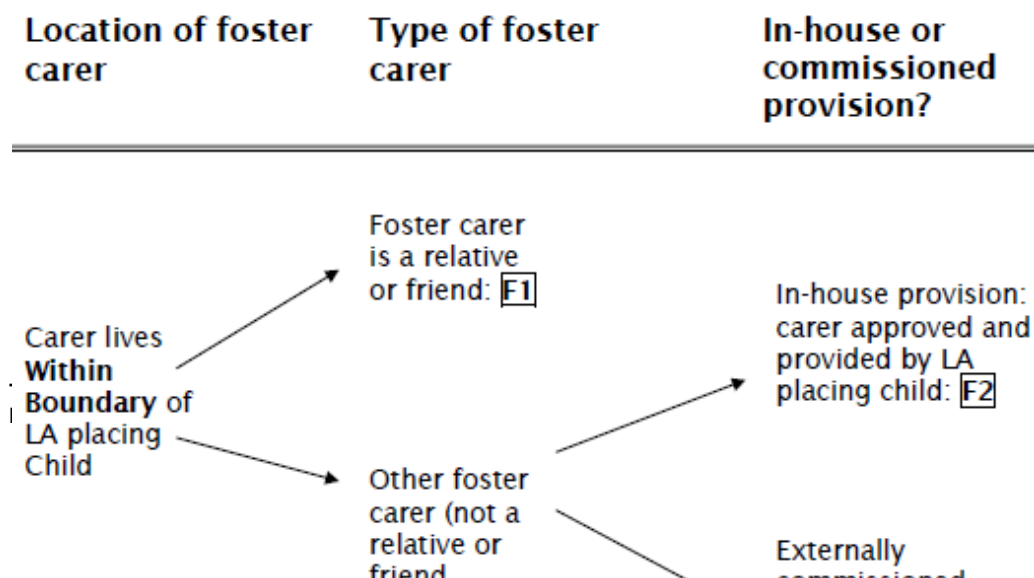 Location of foster
carer
Type of foster
carer
In-house or
commissioned
provision?
Foster carer
is a relative
or friend: F1
Carer lives
Within
Boundary of
LA placing
Child
In-house provision:
carer approved and
provided by LA
placing child: F2
Other foster
carer (not a
relative or
friend
Externally
commissioned